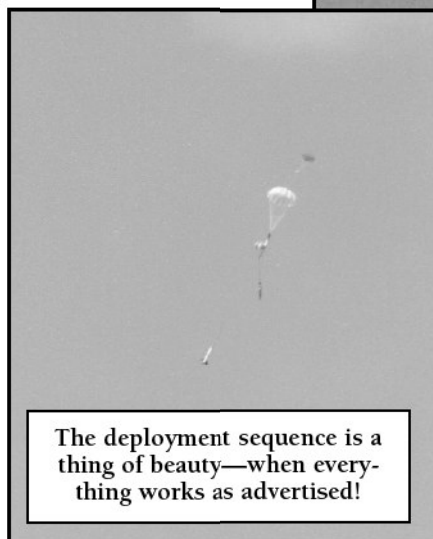 The deployment sequence is a
thing of beauty—when every-
thing works as advertised!